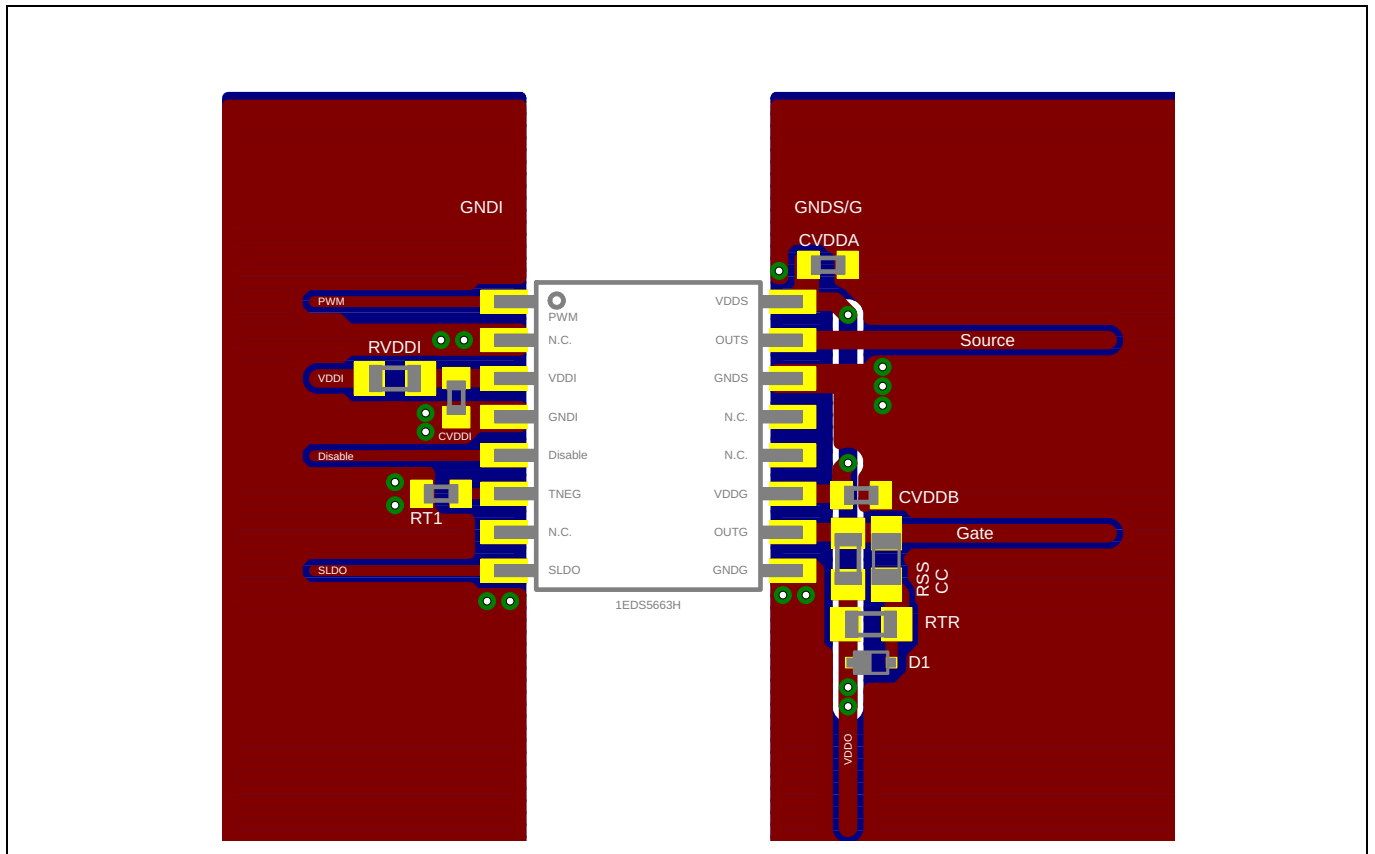 GNDI
GNDS/G
CVDDA
PWM
PWM
VDDS
N.C.
OUTS
Source
RVDDI
VDDI
VDDI
GNDS
GNDI
N.C.
CVDDI
Disable
Disable
N.C.
TNEG
VDDG
CVDDB
RT1
N.C.
OUTG
Gate
SLDO
SLDO
GNDG
RSS
CC
1EDS5663H
RTR
D1
VDDO